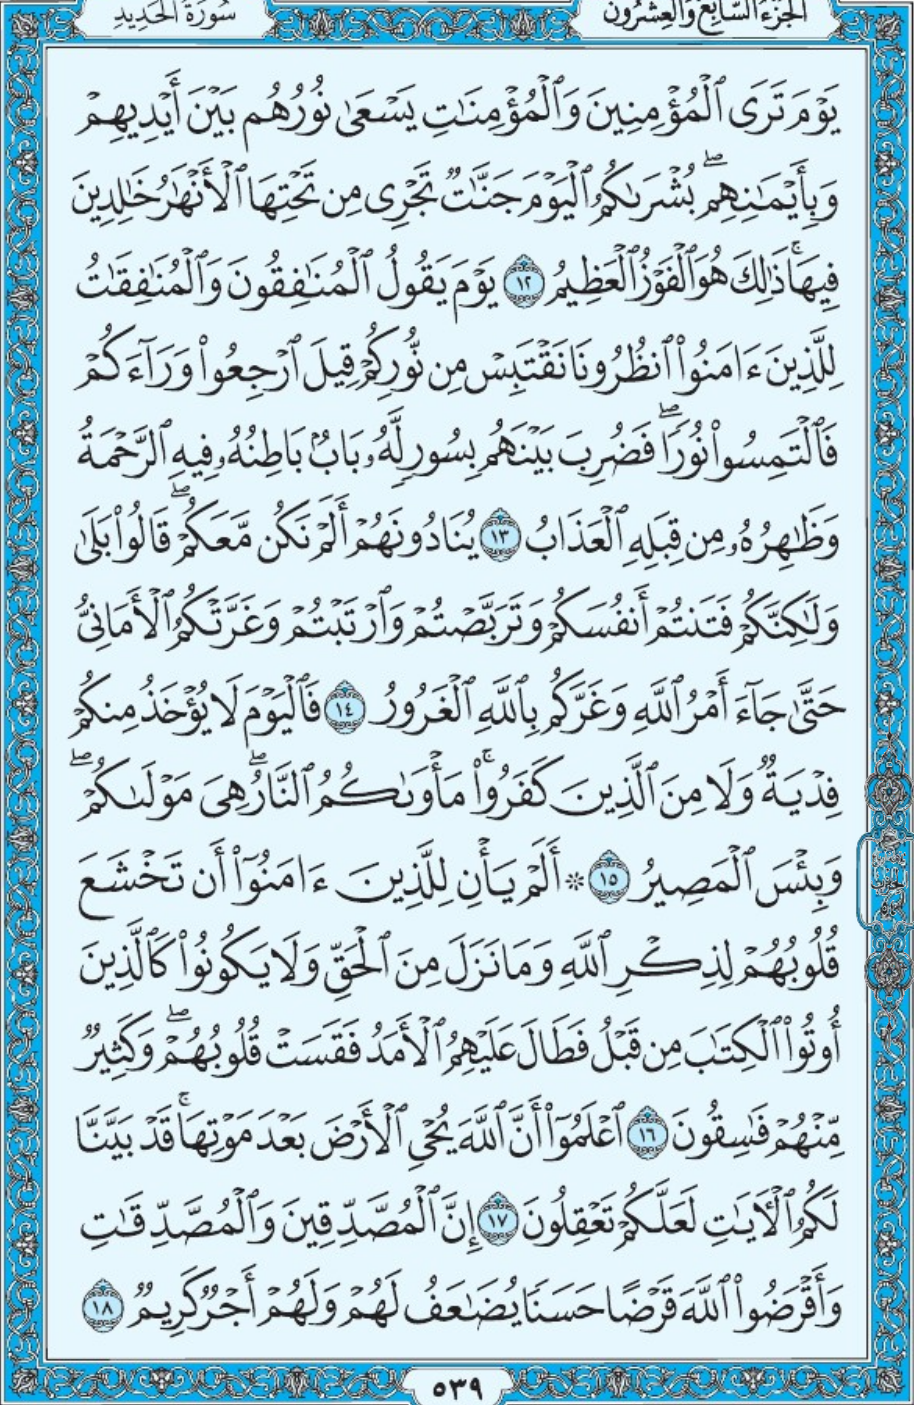 الجزء السابع والعشرون
سورة الحديد
يَوْمَ تَرَى ٱلْمُؤْمِنِينَ وَٱلْمُؤْمِنَٰتِ يَسْعَىٰ نُورُهُم بَيْنَ أَيْدِيهِمْ
وَبِأَيْمَٰنِهِمۖ بُشْرَىٰكُمُ ٱلْيَوْمَ جَنَّٰتٌ تَجْرِى مِن تَحْتِهَا ٱلْأَنْهَٰرُ خَٰلِدِينَ
فِيهَاۚ ذَٰلِكَ هُوَ ٱلْفَوْزُ ٱلْعَظِيمُ ١٢ يَوْمَ يَقُولُ ٱلْمُنَٰفِقُونَ وَٱلْمُنَٰفِقَٰتُ
لِلَّذِينَ ءَامَنُوا۟ ٱنظُرُونَا نَقْتَبِسْ مِن نُّورِكُمْ قِيلَ ٱرْجِعُوا۟ وَرَآءَكُمْ
فَٱلْتَمِسُوا۟ نُورًاۖ فَضُرِبَ بَيْنَهُم بِسُورٍ لَّهُۥ بَابٌۢ بَاطِنُهُۥ فِيهِ ٱلرَّحْمَةُ
وَظَٰهِرُهُۥ مِن قِبَلِهِ ٱلْعَذَابُ ١٣ يُنَادُونَهُمْ أَلَمْ نَكُن مَّعَكُمْۖ قَالُوا۟ بَلَىٰ
وَلَٰكِنَّكُمْ فَتَنتُمْ أَنفُسَكُمْ وَتَرَبَّصْتُمْ وَٱرْتَبْتُمْ وَغَرَّتْكُمُ ٱلْأَمَانِىُّ
حَتَّىٰ جَآءَ أَمْرُ ٱللَّهِ وَغَرَّكُم بِٱللَّهِ ٱلْغَرُورُ ١٤ فَٱلْيَوْمَ لَا يُؤْخَذُ مِنكُمْ
فِدْيَةٌ وَلَا مِنَ ٱلَّذِينَ كَفَرُوا۟ۚ مَأْوَىٰكُمُ ٱلنَّارُۖ هِىَ مَوْلَىٰكُمْۖ
وَبِئْسَ ٱلْمَصِيرُ ١٥ ۞ أَلَمْ يَأْنِ لِلَّذِينَ ءَامَنُوٓا۟ أَن تَخْشَعَ
قُلُوبُهُمْ لِذِكْرِ ٱللَّهِ وَمَا نَزَلَ مِنَ ٱلْحَقِّ وَلَا يَكُونُوا۟ كَٱلَّذِينَ
أُوتُوا۟ ٱلْكِتَٰبَ مِن قَبْلُ فَطَالَ عَلَيْهِمُ ٱلْأَمَدُ فَقَسَتْ قُلُوبُهُمْۖ وَكَثِيرٌ
مِّنْهُمْ فَٰسِقُونَ ١٦ ٱعْلَمُوٓا۟ أَنَّ ٱللَّهَ يُحْىِ ٱلْأَرْضَ بَعْدَ مَوْتِهَاۚ قَدْ بَيَّنَّا
لَكُمُ ٱلْـَٔايَٰتِ لَعَلَّكُمْ تَعْقِلُونَ ١٧ إِنَّ ٱلْمُصَّدِّقِينَ وَٱلْمُصَّدِّقَٰتِ
وَأَقْرَضُوا۟ ٱللَّهَ قَرْضًا حَسَنًا يُضَٰعَفُ لَهُمْ وَلَهُمْ أَجْرٌ كَرِيمٌ ١٨
٥٣٩